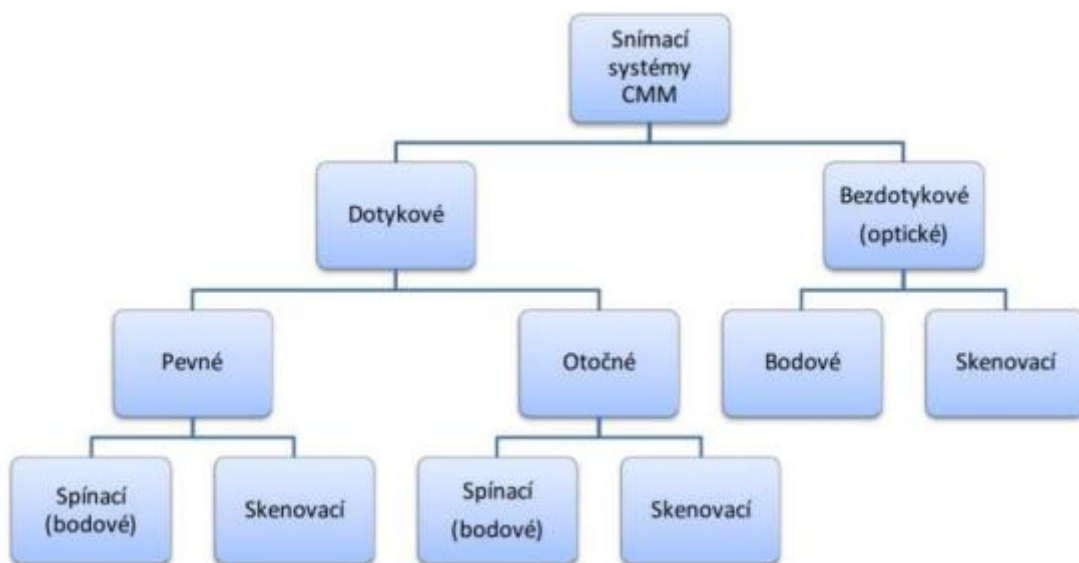 Snímací
systémy
CMM
Dotykové
Bezdotykové
(optické)
Pevné
Otočné
Bodové
Skenovací
Spínací
(bodové)
Skenovací
Spínací
(bodové)
Skenovací